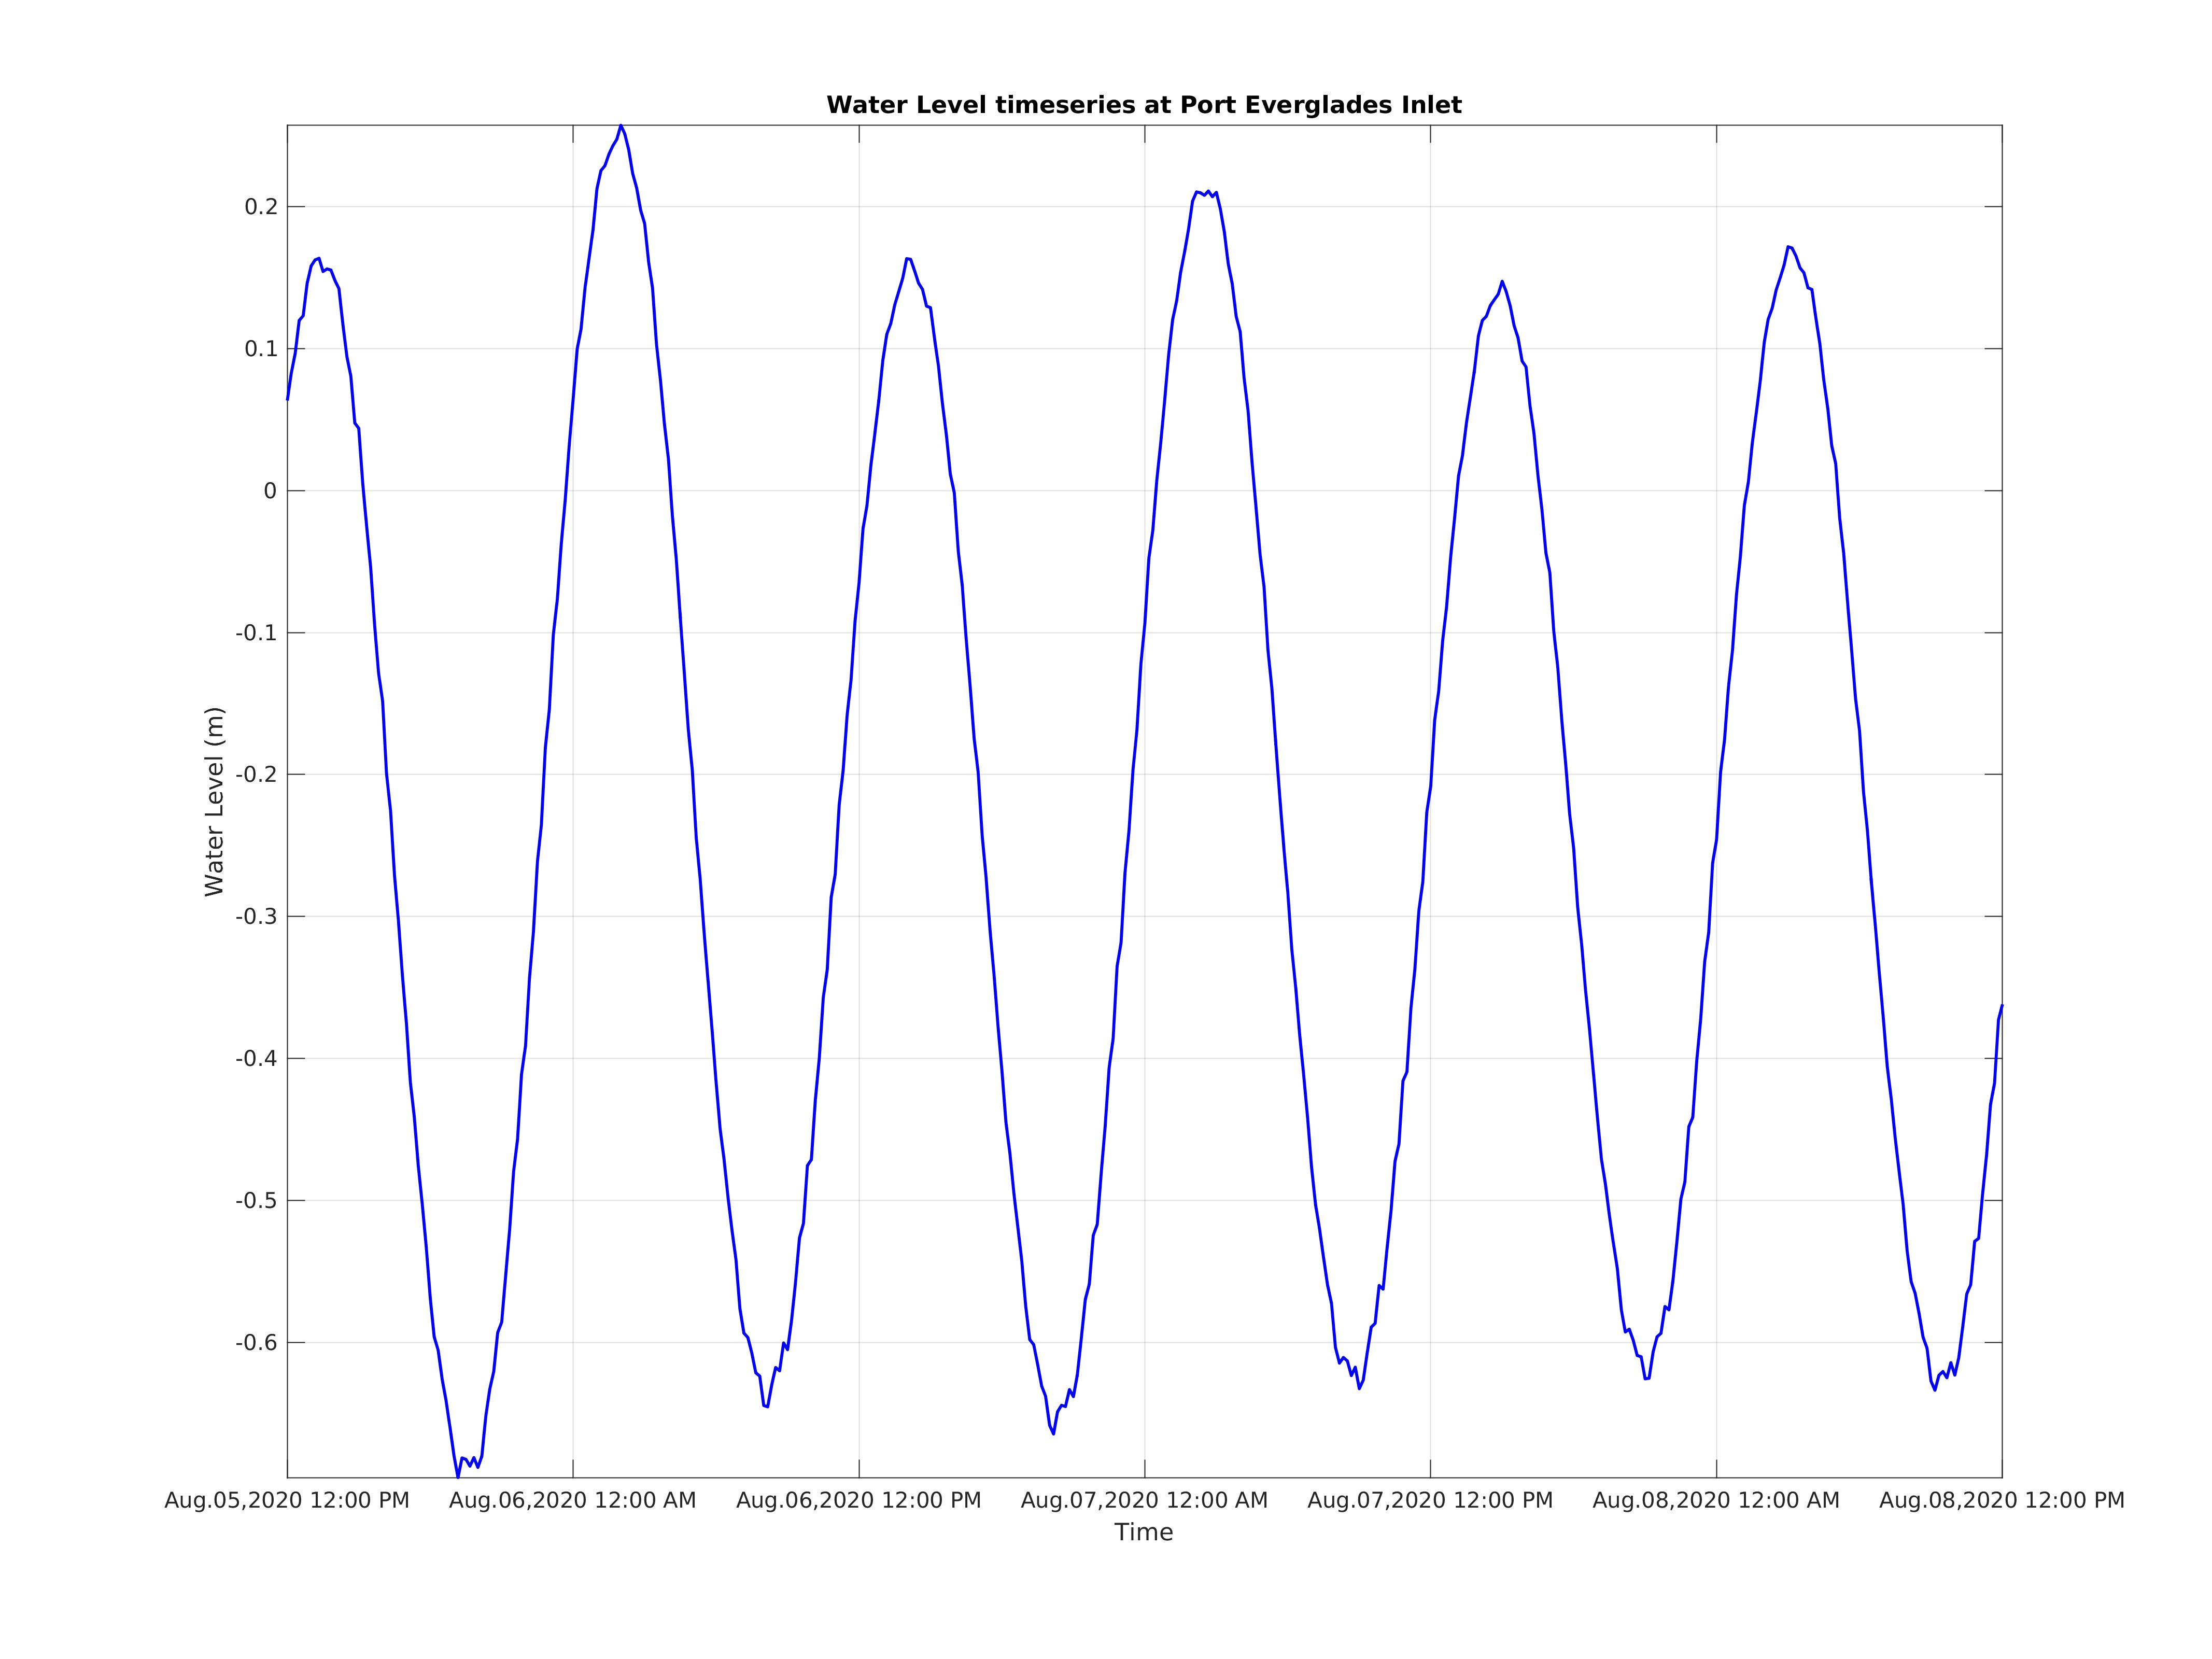 Water Level timeseries at Port Everglades Inlet
0.2
0.1
0
-0.1
-0.2
-0.3
-0.4
-0.5
-0.6
Water Level (m)
Aug.05,2020 12:00 PM Aug.06,2020 12:00 AM Aug.06,2020 12:00 PM Aug.07,2020 12:00 AM Aug.07,2020 12:00 PM Aug.08,2020 12:00 AM Aug.08,2020 12:00 PM
Time